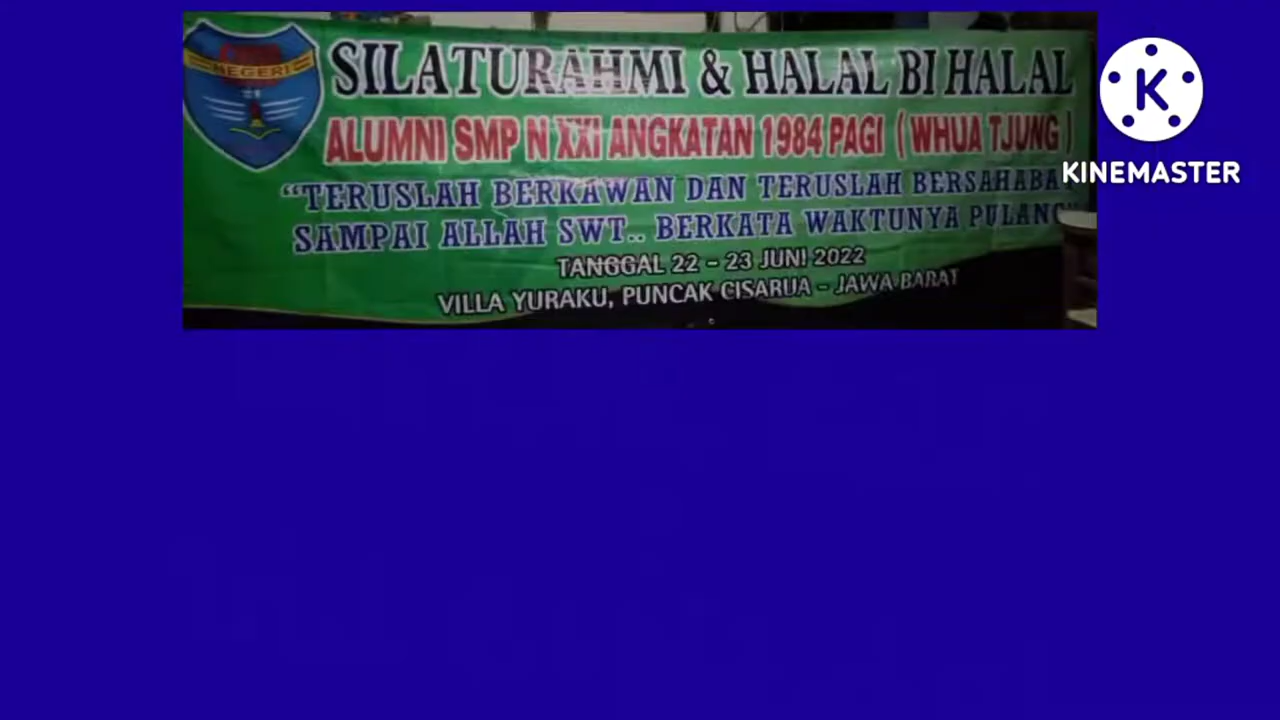 NEGERI
SILATURAHMI & HALAL BI HALAL
ALUMNI SMP N XXI ANGKATAN 1984 PAGI ( WHUA TJUNG )
"TERUSLAH BERKAWAN DAN TERUSLAH BERSAHABA
SAMPAI ALLAH SWT.. BERKATA WAKTUNYA PULANG"
TANGGAL 22 - 23 JUNI 2022
VILLA YURAKU, PUNCAK CISARUA - JAWA BARAT
K
KINEMASTER